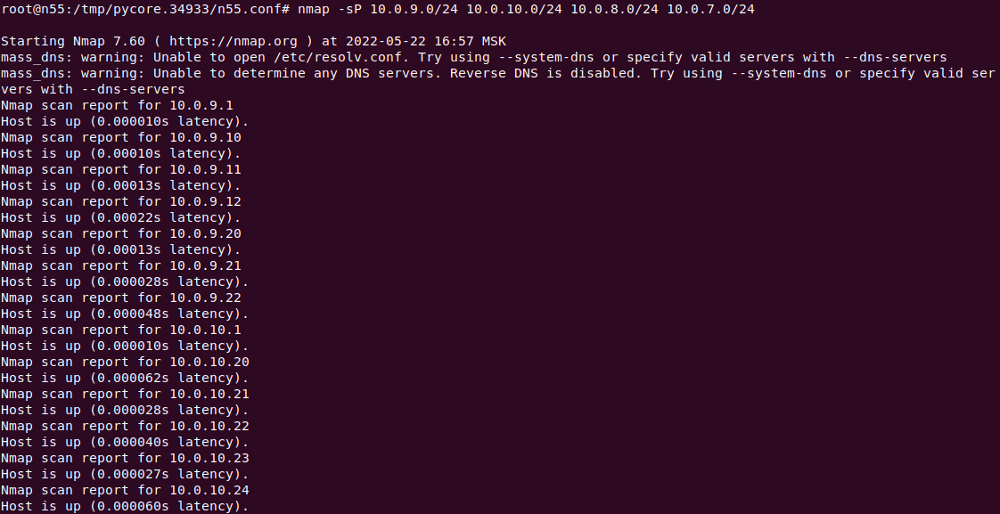 root@n55:/tmp/pycore.34933/n55.conf# nmap -sP 10.0.9.0/24 10.0.10.0/24 10.0.8.0/24 10.0.7.0/24
Starting Nmap 7.60 ( https://nmap.org ) at 2022-05-22 16:57 MSK
mass_dns: warning: Unable to open /etc/resolv.conf. Try using --system-dns or specify valid servers with --dns-servers
mass_dns: warning: Unable to determine any DNS servers. Reverse DNS is disabled. Try using --system-dns or specify valid ser
vers with --dns-servers
Nmap scan report for 10.0.9.1
Host is up (0.000010s latency).
Nmap scan report for 10.0.9.10
Host is up (0.00010s latency).
Nmap scan report for 10.0.9.11
Host is up (0.00013s latency).
Nmap scan report for 10.0.9.12
Host is up (0.00022s latency).
Nmap scan report for 10.0.9.20
Host is up (0.00013s latency).
Nmap scan report for 10.0.9.21
Host is up (0.000028s latency).
Nmap scan report for 10.0.9.22
Host is up (0.000048s latency).
Nmap scan report for 10.0.10.1
Host is up (0.000010s latency).
Nmap scan report for 10.0.10.20
Host is up (0.000062s latency).
Nmap scan report for 10.0.10.21
Host is up (0.000028s latency).
Nmap scan report for 10.0.10.22
Host is up (0.000040s latency).
Nmap scan report for 10.0.10.23
Host is up (0.000027s latency).
Nmap scan report for 10.0.10.24
Host is up (0.000060s latency).